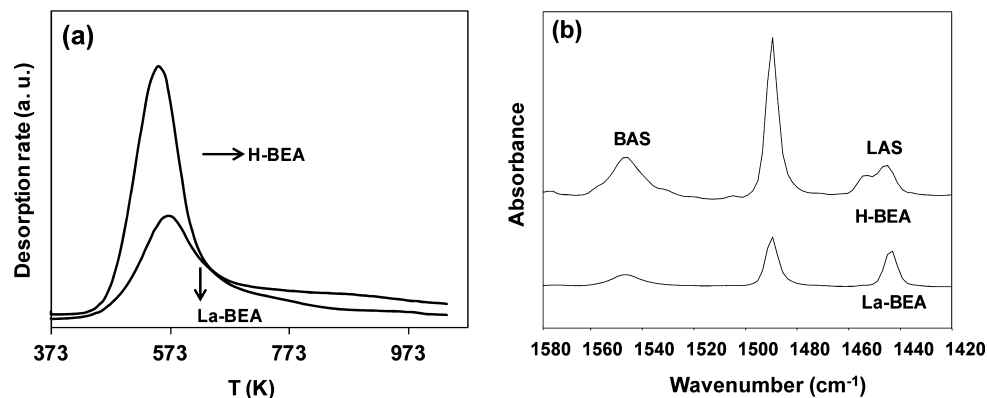 (a)
Desorption rate (a. u.)
H-BEA
La-BEA
373 573 773 973
T (K)
(b)
Absorbance
BAS
LAS
H-BEA
La-BEA
1580 1560 1540 1520 1500 1480 1460 1440 1420
Wavenumber (cm⁻¹)